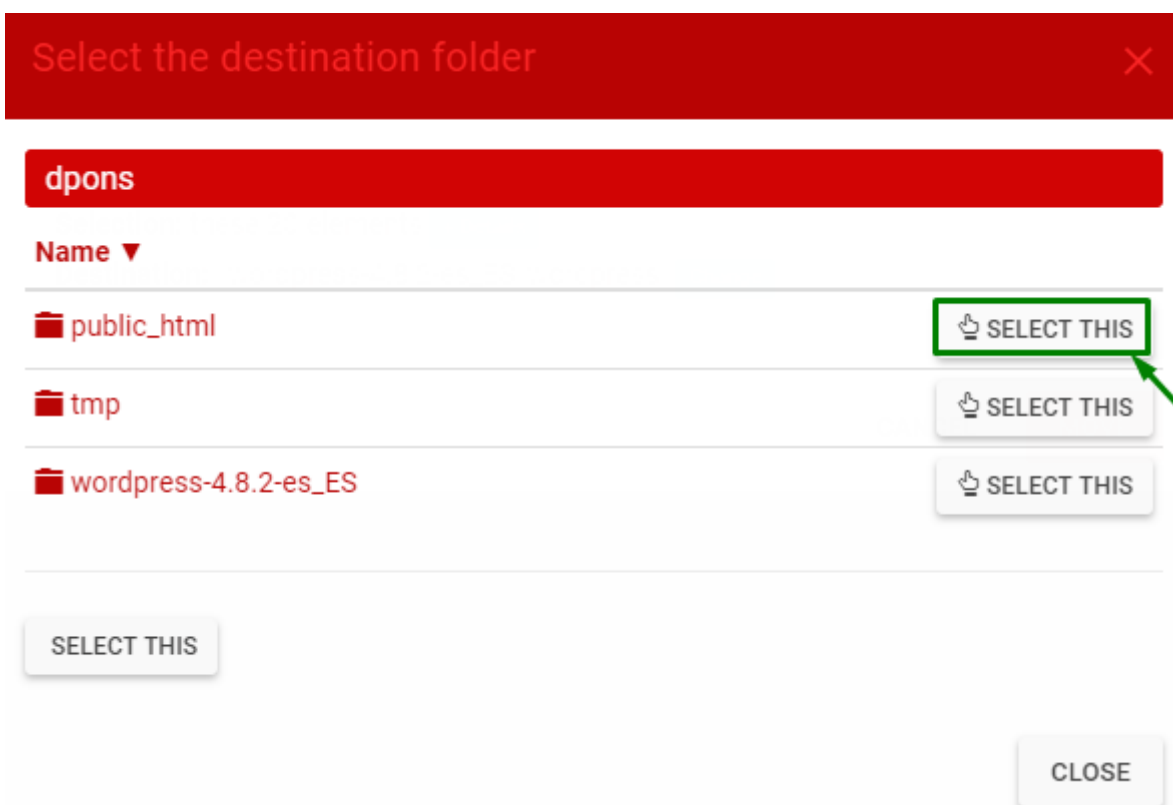 Select the destination folder
dpons
Name ▼
public_html SELECT THIS
tmp SELECT THIS
wordpress-4.8.2-es_ES SELECT THIS
SELECT THIS
CLOSE